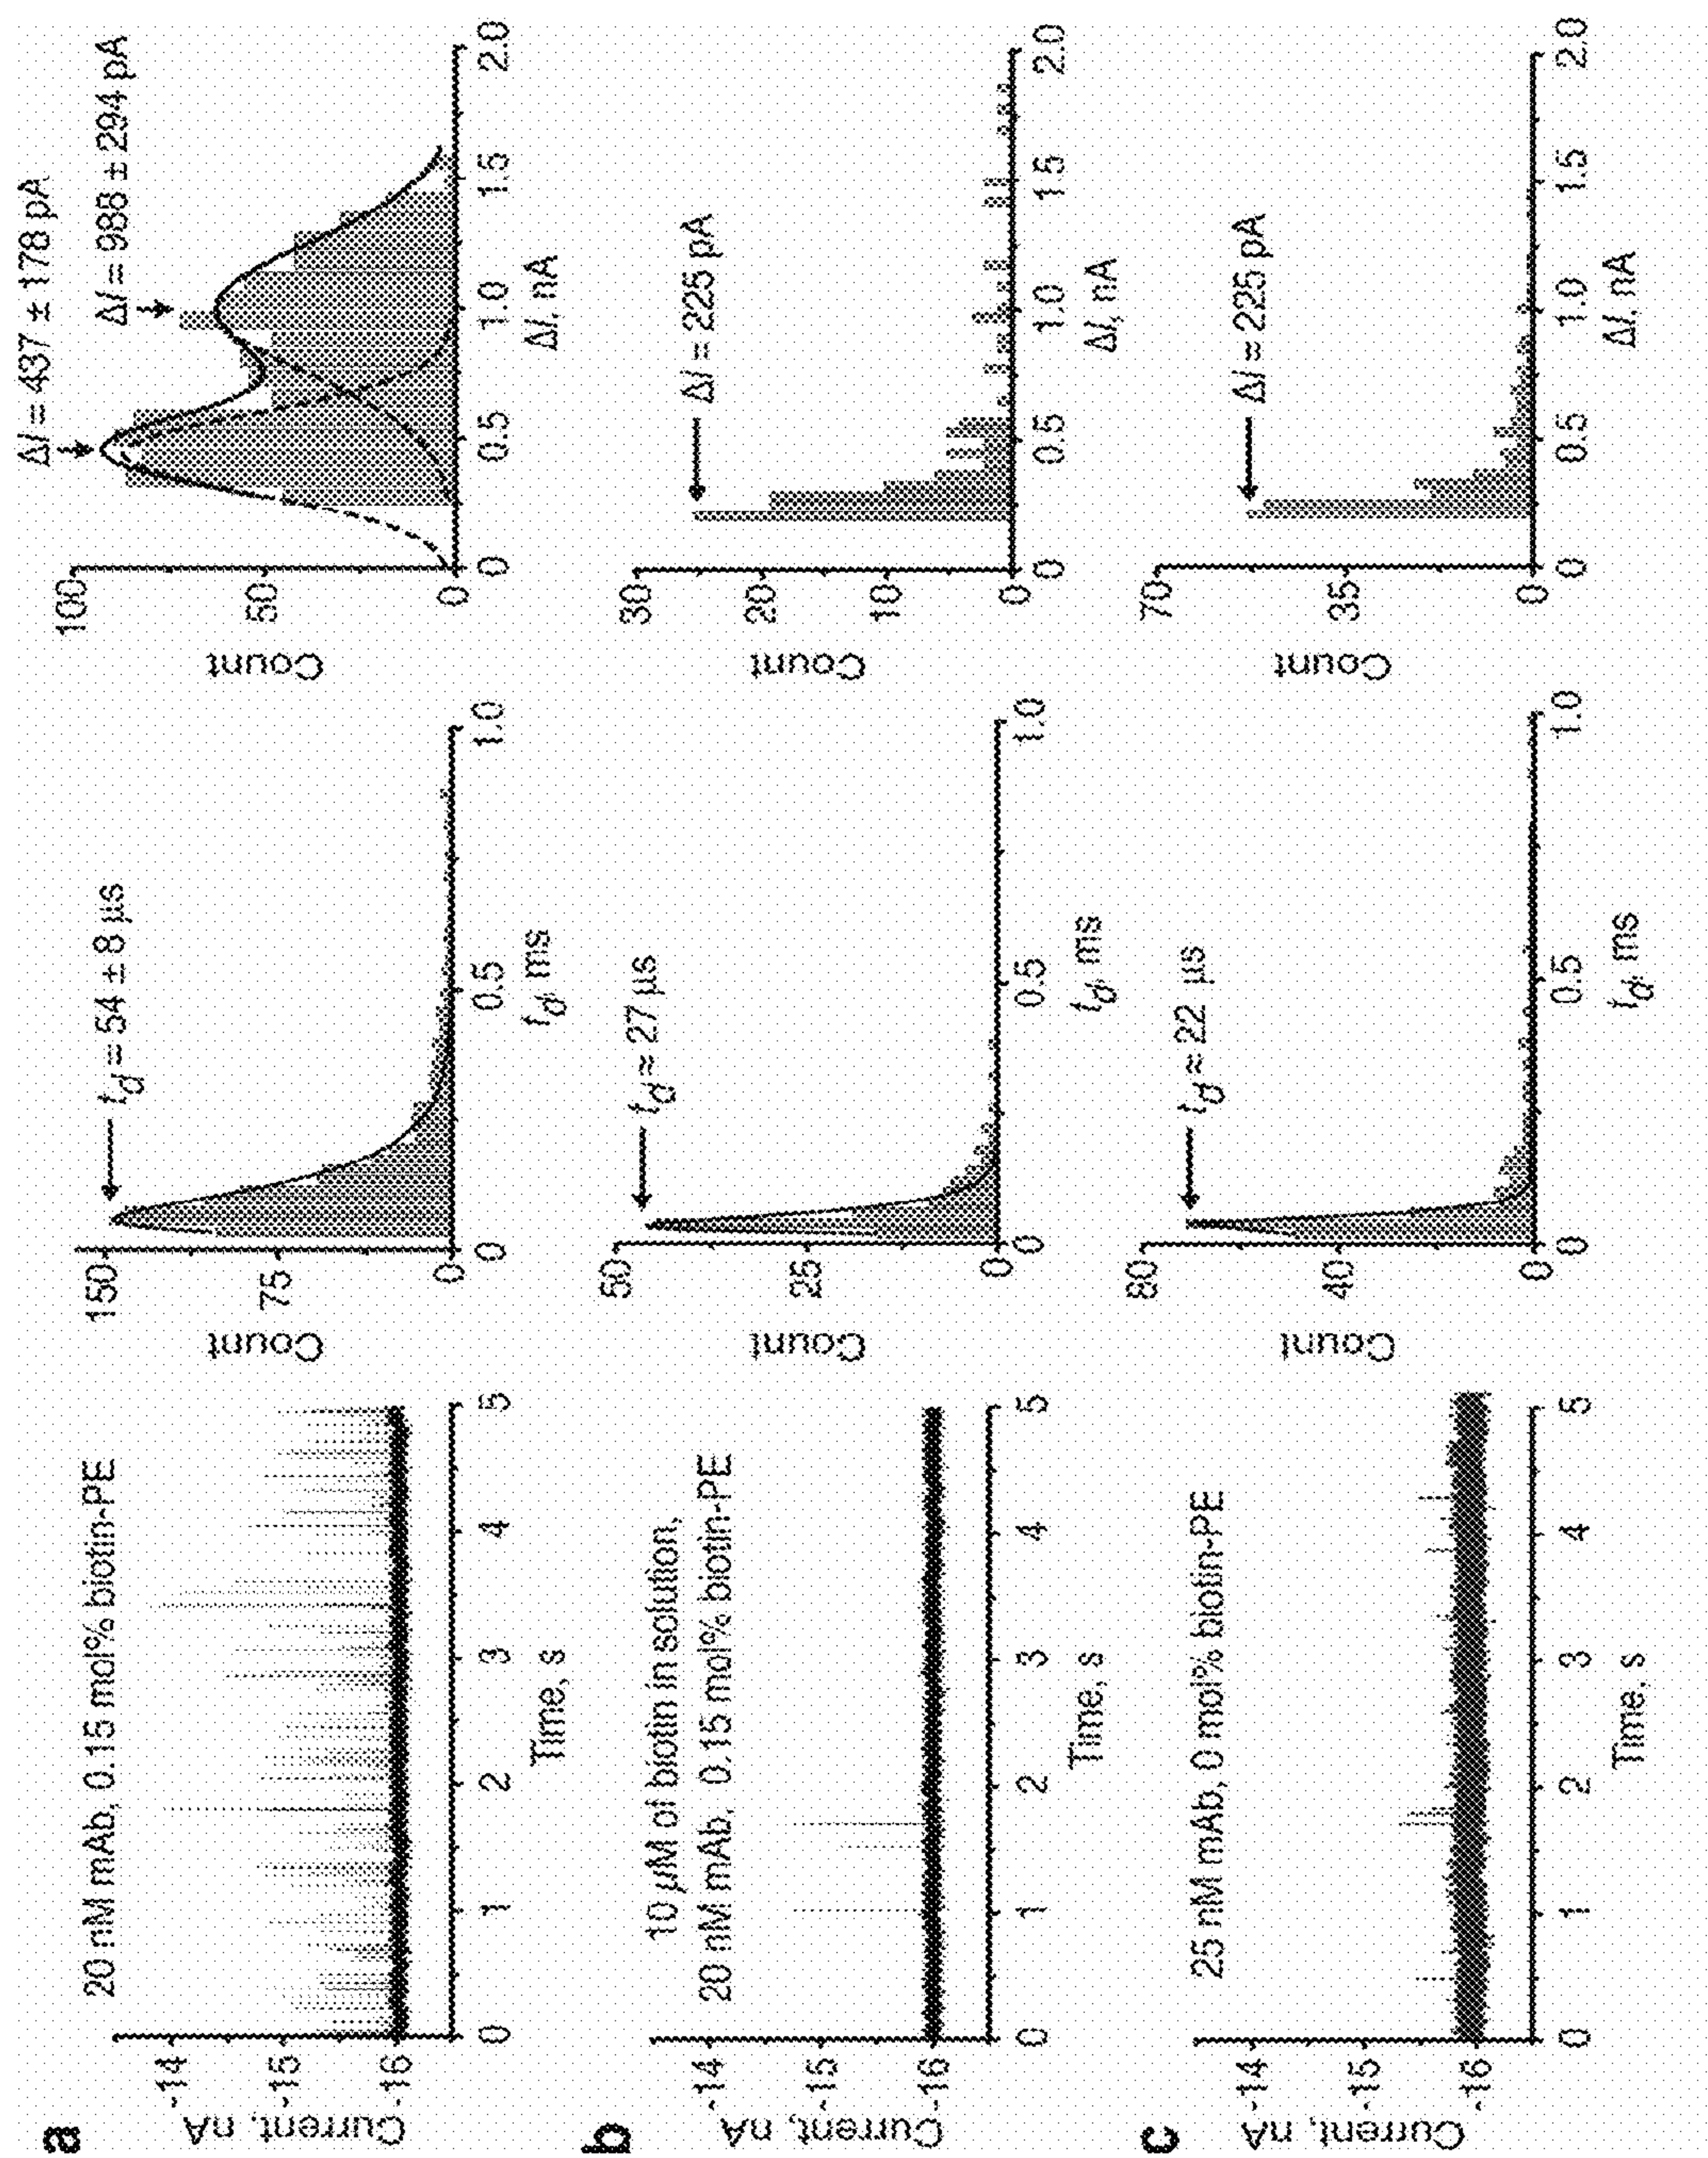 a
20 nM mAb, 0.15 mol% biotin-PE
Current, nA
-14
-15
-16
0 1 2 3 4 5
Time, s
Count
150
75
0
t_d = 54 ± 8 µs
0 0.5 1.0
t_d, ms
Count
100
50
0
ΔI = 437 ± 178 pA
ΔI = 988 ± 294 pA
0 0.5 1.0 1.5 2.0
ΔI, nA
b
10 µM of biotin in solution,
20 nM mAb, 0.15 mol% biotin-PE
Current, nA
-14
-15
-16
0 1 2 3 4 5
Time, s
Count
50
25
0
t_d ≈ 27 µs
0 0.5 1.0
t_d, ms
Count
30
20
10
0
ΔI = 225 pA
0 0.5 1.0 1.5 2.0
ΔI, nA
c
25 nM mAb, 0 mol% biotin-PE
Current, nA
-14
-15
-16
0 1 2 3 4 5
Time, s
Count
80
40
0
t_d ≈ 22 µs
0 0.5 1.0
t_d, ms
Count
70
35
0
ΔI ≈ 225 pA
0 0.5 1.0 1.5 2.0
ΔI, nA